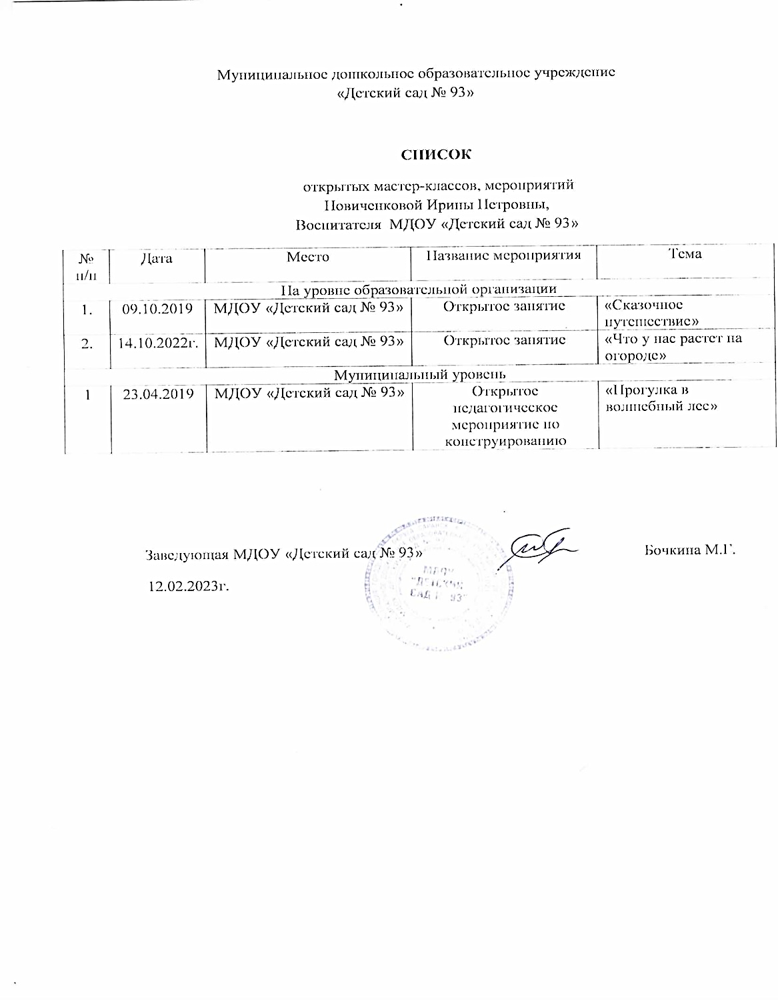 Муниципальное дошкольное образовательное учреждение
«Детский сад № 93»
СПИСОК
открытых мастер-классов, мероприятий
Новиченковой Ирины Петровны,
Воспитателя МДОУ «Детский сад № 93»
№ п/п Дата Место Название мероприятия Тема
На уровне образовательной организации
1. 09.10.2019 МДОУ «Детский сад № 93» Открытое занятие «Сказочное
путешествие»
2. 14.10.2022г. МДОУ «Детский сад № 93» Открытое занятие «Что у нас растет на
огороде»
Муниципальный уровень
1 23.04.2019 МДОУ «Детский сад № 93» Открытое «Прогулка в
педагогическое волшебный лес»
мероприятие по
конструированию
Заведующая МДОУ «Детский сад № 93» Бочкина М.Г.
12.02.2023г.
МДОУ
"ДЕТСКИЙ
САД № 93"